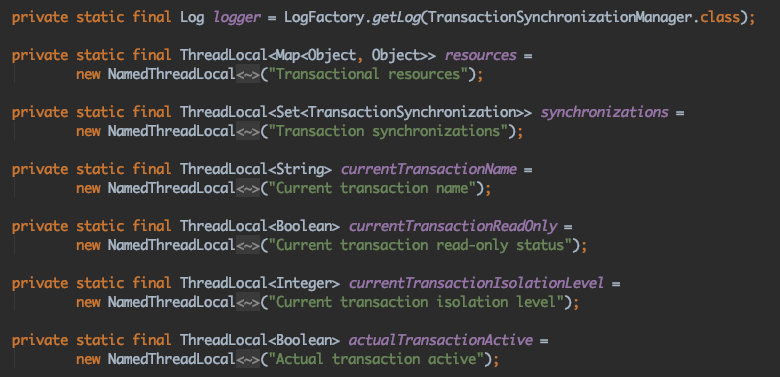 private static final Log logger = LogFactory.getLog(TransactionSynchronizationManager.class);
private static final ThreadLocal<Map<Object, Object>> resources =
new NamedThreadLocal<~>("Transactional resources");
private static final ThreadLocal<Set<TransactionSynchronization>> synchronizations =
new NamedThreadLocal<~>("Transaction synchronizations");
private static final ThreadLocal<String> currentTransactionName =
new NamedThreadLocal<~>("Current transaction name");
private static final ThreadLocal<Boolean> currentTransactionReadOnly =
new NamedThreadLocal<~>("Current transaction read-only status");
private static final ThreadLocal<Integer> currentTransactionIsolationLevel =
new NamedThreadLocal<~>("Current transaction isolation level");
private static final ThreadLocal<Boolean> actualTransactionActive =
new NamedThreadLocal<~>("Actual transaction active");